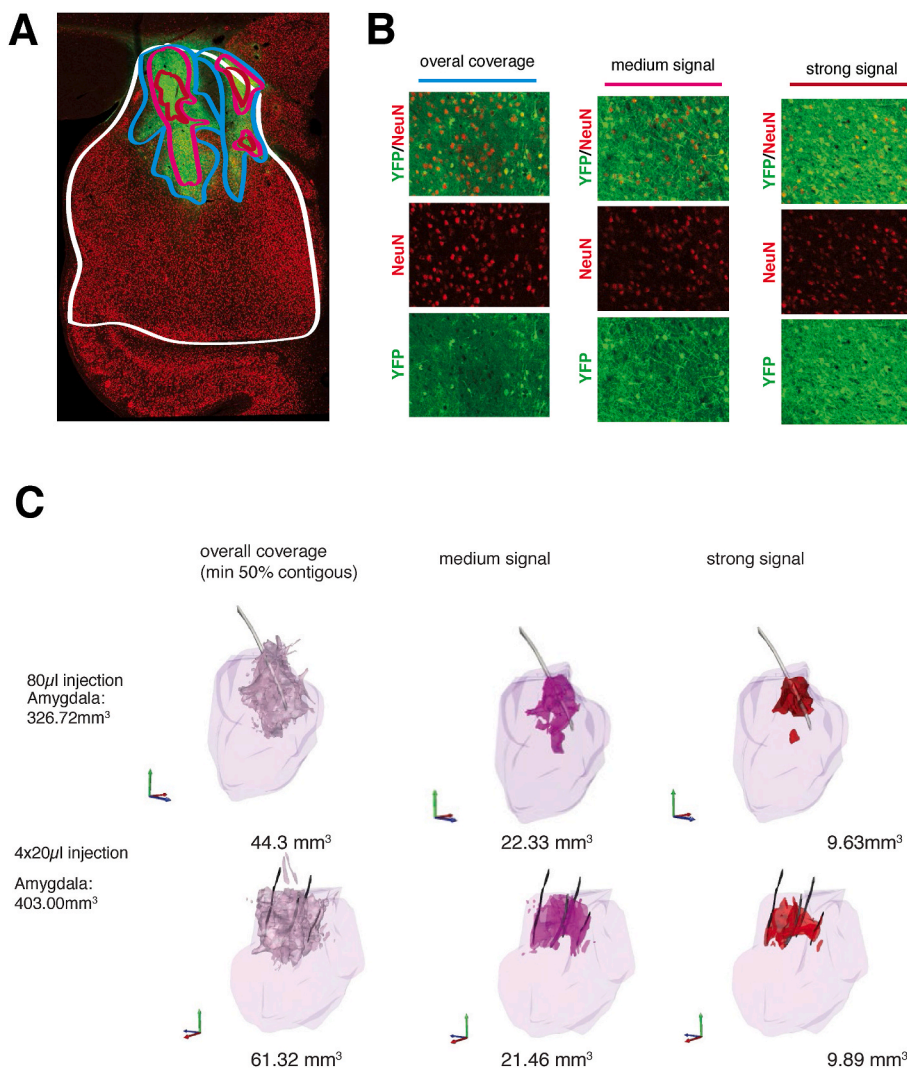 A
B
overal coverage
medium signal
strong signal
YFP/NeuN
YFP/NeuN
YFP/NeuN
NeuN
NeuN
NeuN
YFP
YFP
YFP
C
overall coverage
(min 50% contigous)
medium signal
strong signal
80µl injection
Amygdala:
326.72mm³
44.3 mm³
22.33 mm³
9.63mm³
4x20µl injection
Amygdala:
403.00mm³
61.32 mm³
21.46 mm³
9.89 mm³